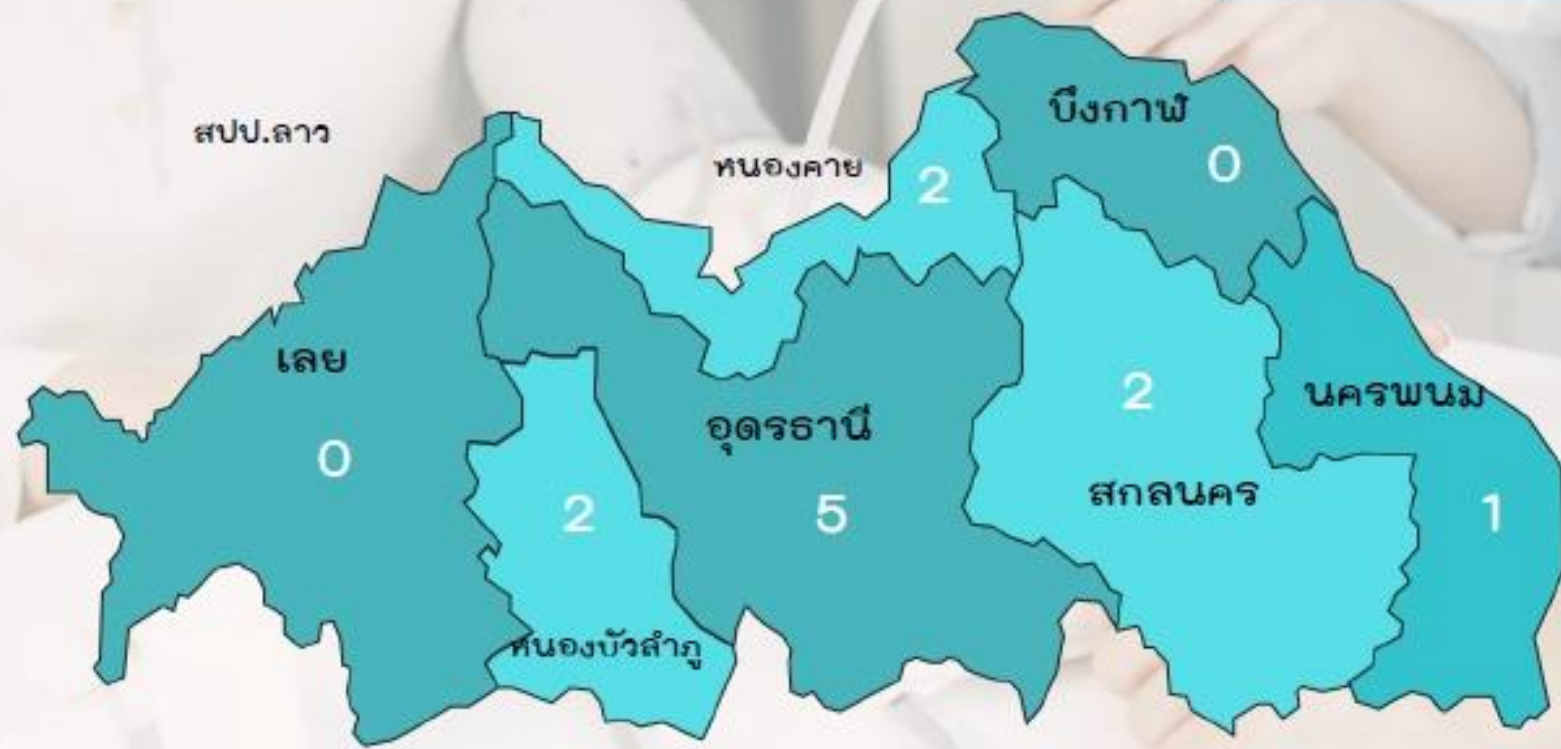 บึงกาฬ
0
สปป.ลาว
หนองคาย
2
เลย
0
อุดรธานี
5
2
หนองบัวลำภู
2
สกลนคร
นครพนม
1